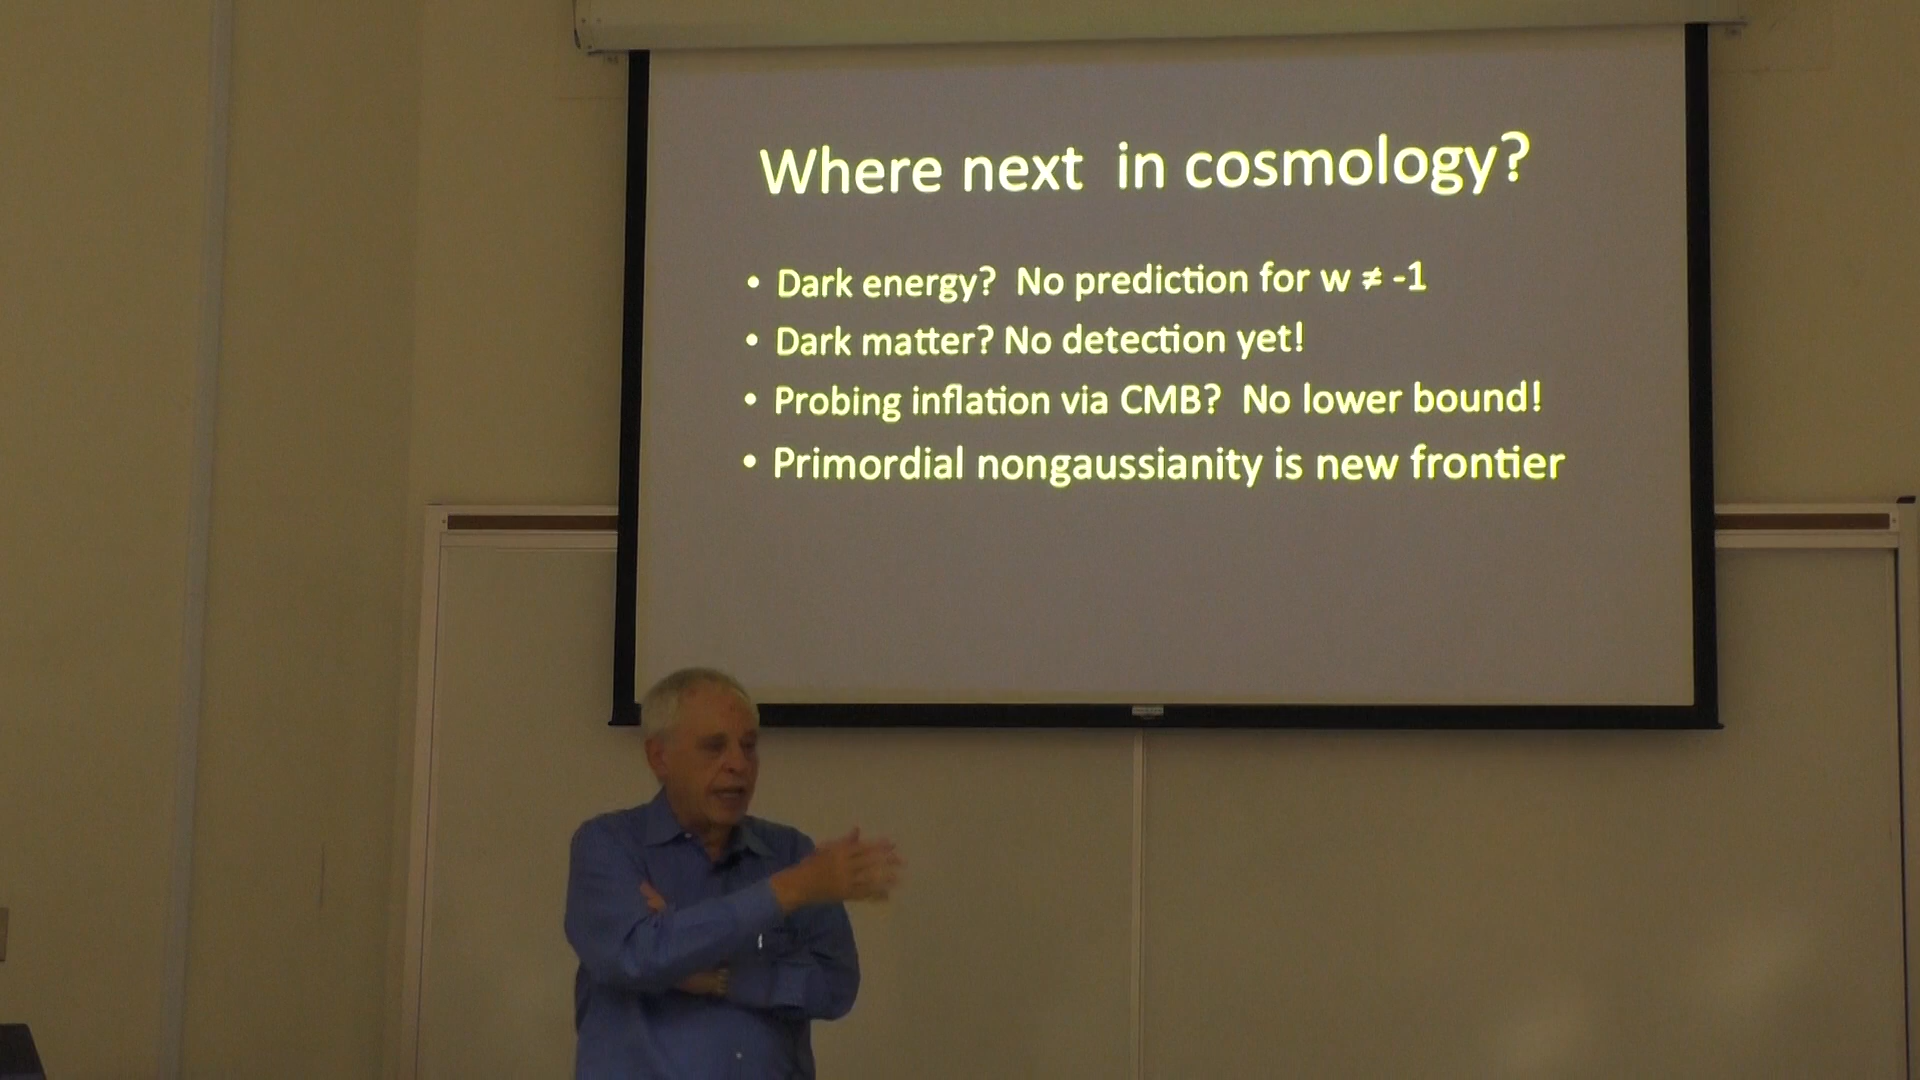 Where next in cosmology?
• Dark energy? No prediction for w ≠ -1
• Dark matter? No detection yet!
• Probing inflation via CMB? No lower bound!
• Primordial nongaussianity is new frontier